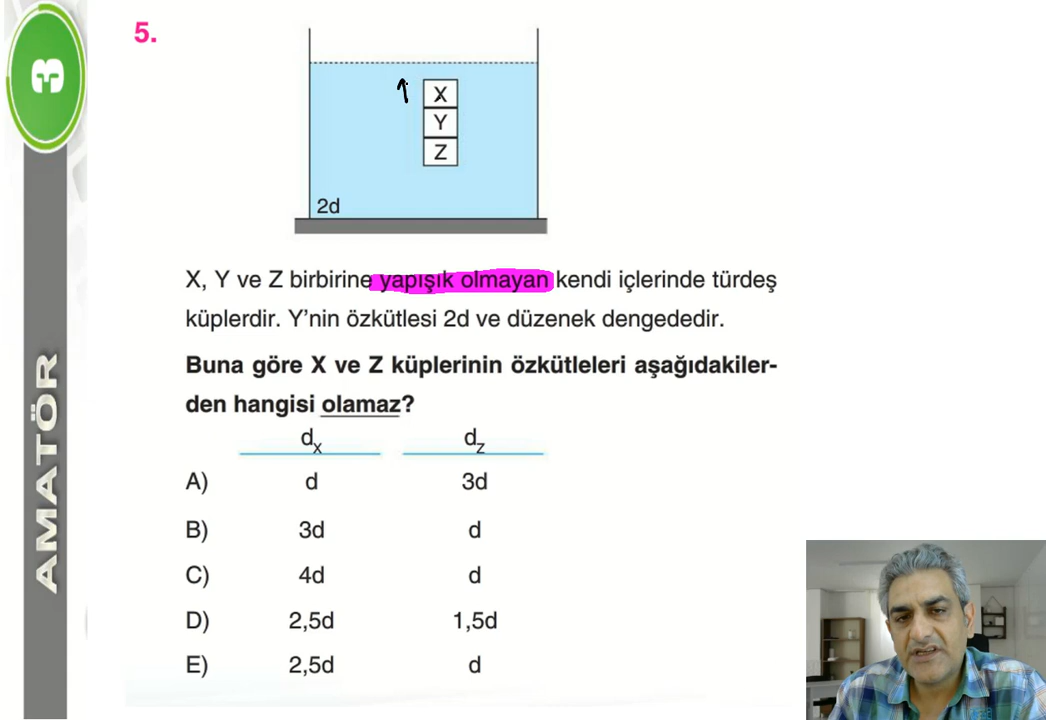 3
AMATÖR
5.
X
Y
Z
2d
X, Y ve Z birbirine yapışık olmayan kendi içlerinde türdeş
küplerdir. Y'nin özkütlesi 2d ve düzenek dengededir.
Buna göre X ve Z küplerinin özkütleleri aşağıdakiler-
den hangisi olamaz?
dx dz
A) d 3d
B) 3d d
C) 4d d
D) 2,5d 1,5d
E) 2,5d d